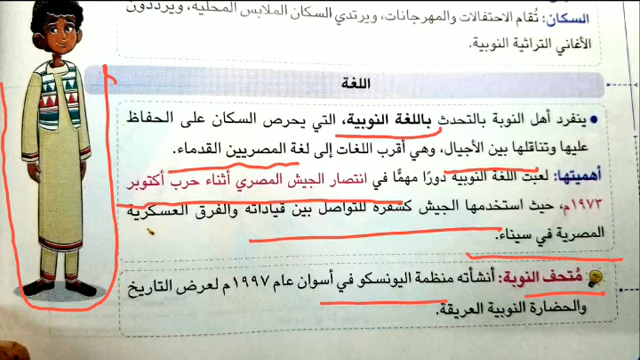 السكان: تُقام الاحتفالات والمهرجانات، ويرتدي السكان الملابس المحلية، ويرددون
الأغاني التراثية النوبية.
اللغة
• ينفرد أهل النوبة بالتحدث باللغة النوبية، التي يحرص السكان على الحفاظ
عليها وتناقلها بين الأجيال، وهي أقرب اللغات إلى لغة المصريين القدماء.
أهميتها: لعبت اللغة النوبية دورًا مهمًّا في انتصار الجيش المصري أثناء حرب أكتوبر
١٩٧٣م، حيث استخدمها الجيش كشفرة للتواصل بين قياداته والفرق العسكرية
المصرية في سيناء.
مُتحف النوبة: أنشأته منظمة اليونسكو في أسوان عام ١٩٩٧م لعرض التاريخ
والحضارة النوبية العريقة.